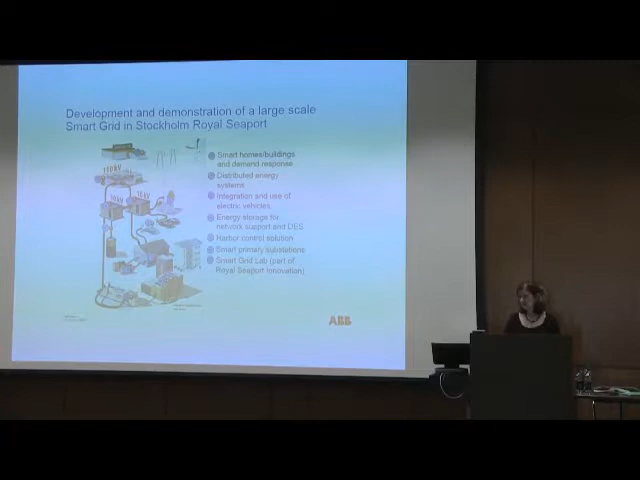 Development and demonstration of a large scale
Smart Grid in Stockholm Royal Seaport
Smart homes/buildings
and demand response
Distributed energy
systems
Integration and use of
electric vehicles
Energy storage for
network support and DES
Harbor control solution
Smart primary substations
Smart Grid Lab (part of
Royal Seaport Innovation)
ABB